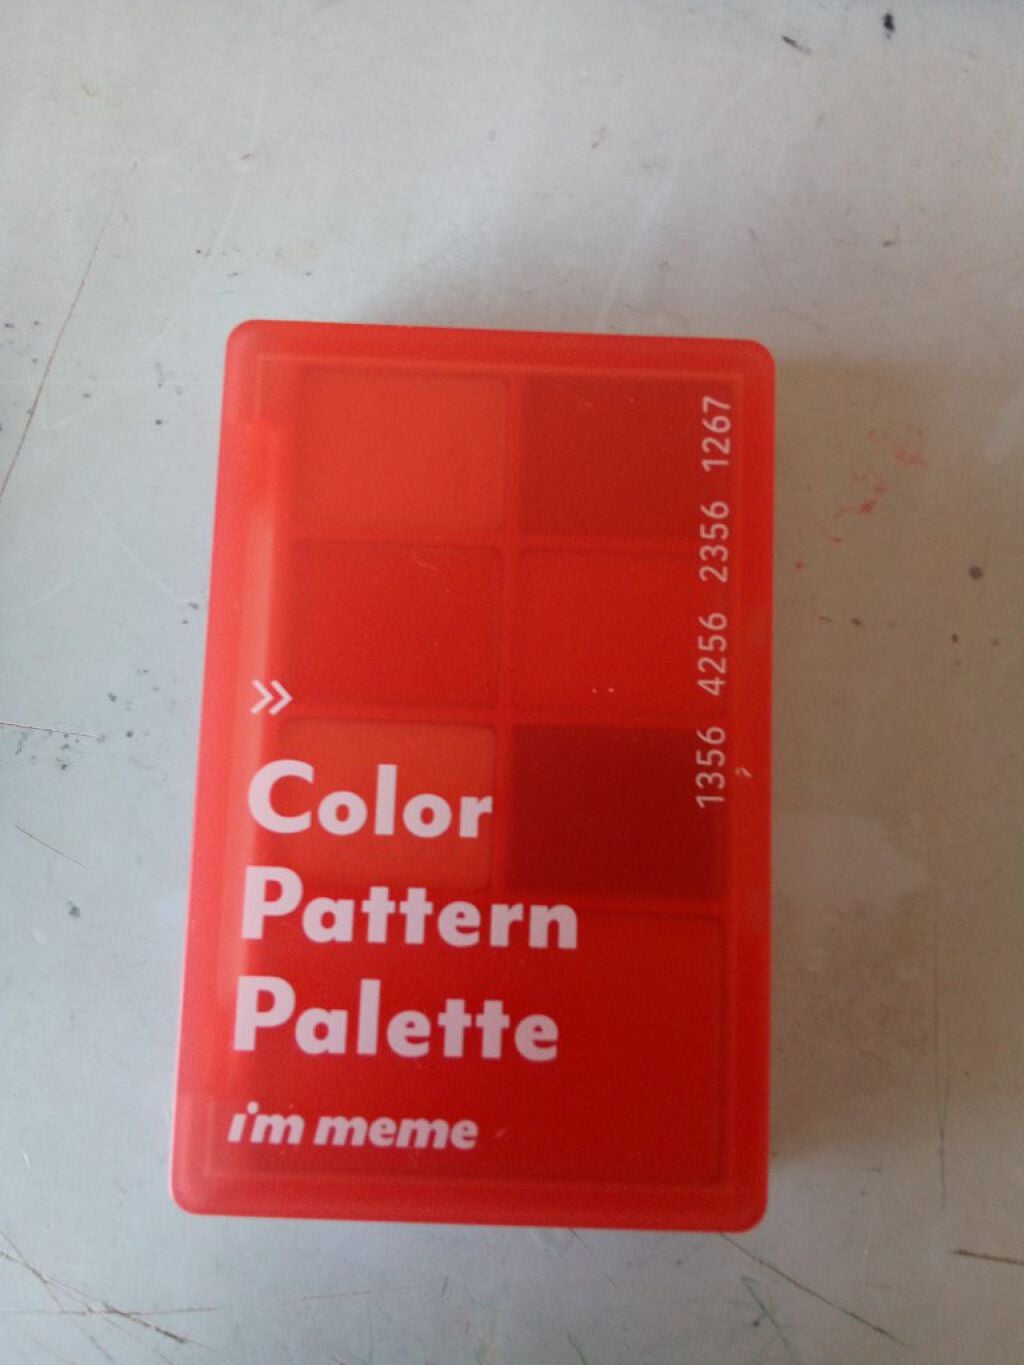 »
Color
Pattern
Palette
i'm meme
1356 4256 2356 1267